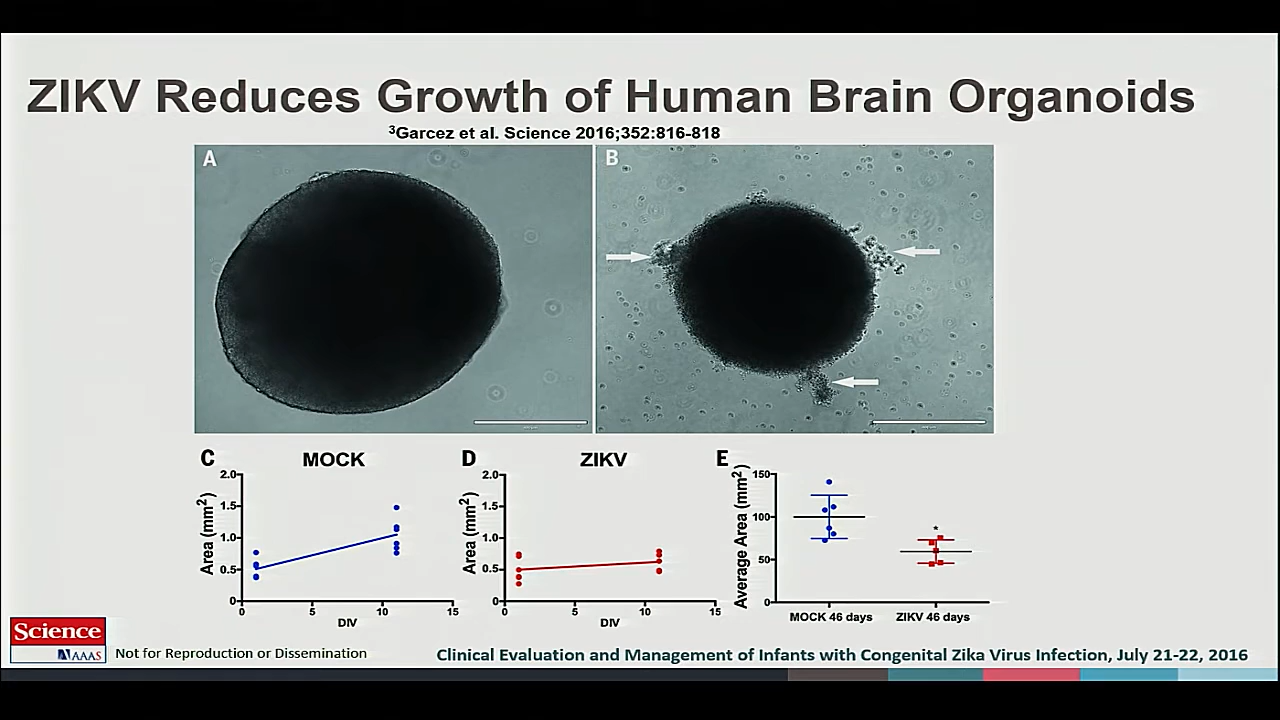 ZIKV Reduces Growth of Human Brain Organoids
³Garcez et al. Science 2016;352:816-818
A
B
C
MOCK
Area (mm²)
2.0
1.5
1.0
0.5
0
0
5
10
15
DIV
D
ZIKV
Area (mm²)
2.0
1.5
1.0
0.5
0
0
5
10
15
DIV
E
Average Area (mm²)
150
100
50
0
*
MOCK 46 days
ZIKV 46 days
Science
AAAS
Not for Reproduction or Dissemination
Clinical Evaluation and Management of Infants with Congenital Zika Virus Infection, July 21-22, 2016